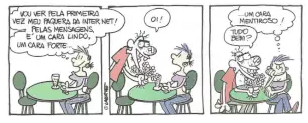 VOU VER PELA PRIMEIRA
VEZ MEU PAQUERA DA INTERNET!
PELAS MENSAGENS,
É UM CARA LINDO,
UM CARA FORTE...
OI!
TUDO
BEM?
...UM CARA
MENTIROSO!